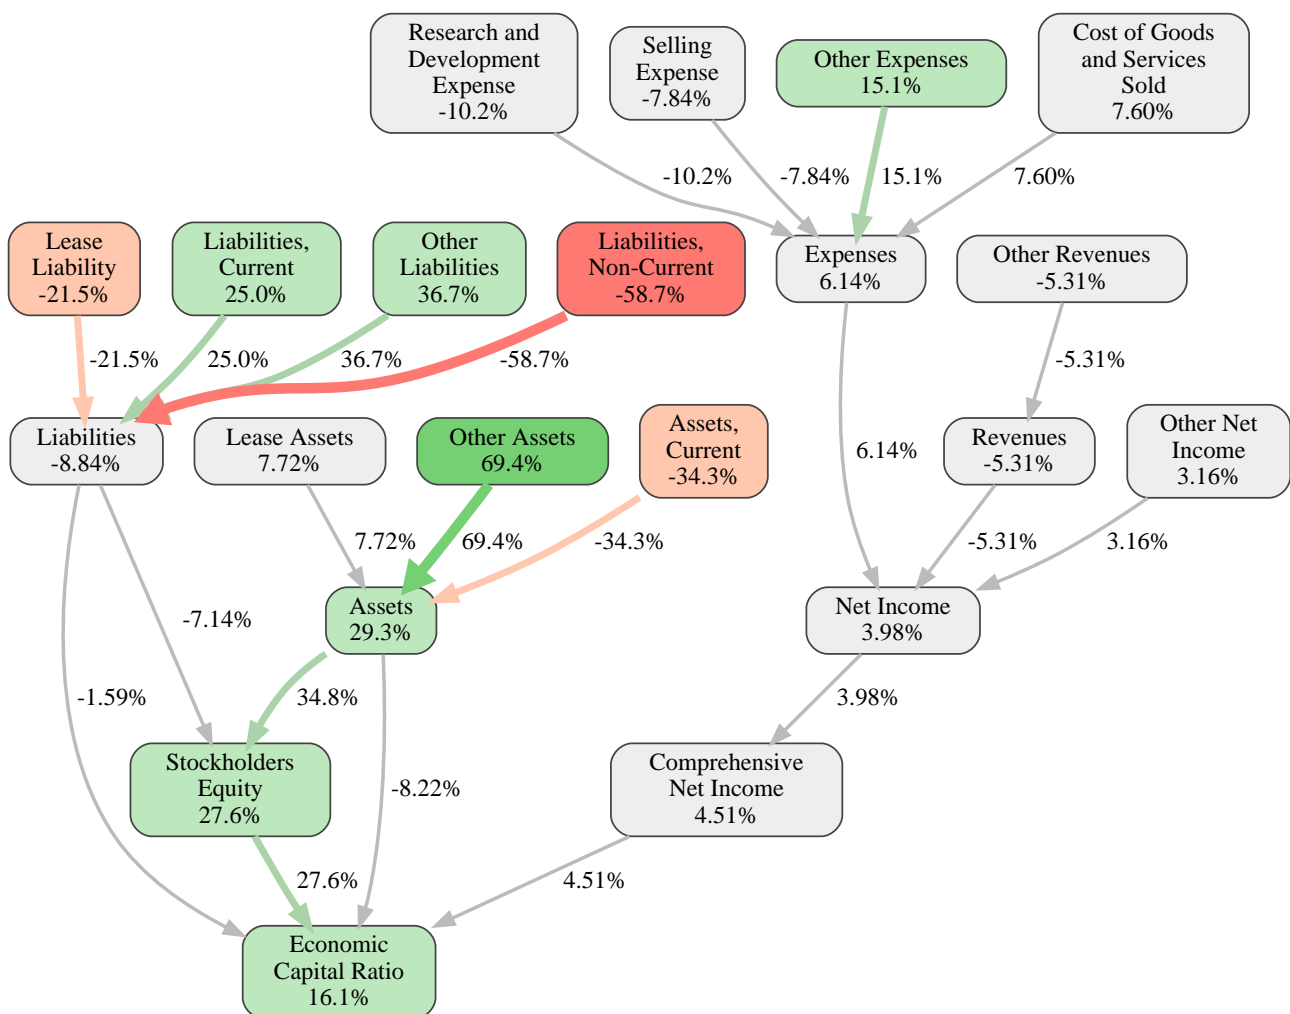 Research and
Development
Expense
-10.2%
Selling
Expense
-7.84%
Other Expenses
15.1%
Cost of Goods
and Services
Sold
7.60%
-10.2%
-7.84%
15.1%
7.60%
Lease
Liability
-21.5%
Liabilities,
Current
25.0%
Other
Liabilities
36.7%
Liabilities,
Non-Current
-58.7%
Expenses
6.14%
Other Revenues
-5.31%
-21.5%
25.0%
36.7%
-58.7%
-5.31%
Liabilities
-8.84%
Lease Assets
7.72%
Other Assets
69.4%
Assets,
Current
-34.3%
6.14%
Revenues
-5.31%
Other Net
Income
3.16%
7.72%
69.4%
-34.3%
-5.31%
3.16%
-7.14%
Assets
29.3%
Net Income
3.98%
-1.59%
34.8%
3.98%
Stockholders
Equity
27.6%
-8.22%
Comprehensive
Net Income
4.51%
27.6%
4.51%
Economic
Capital Ratio
16.1%